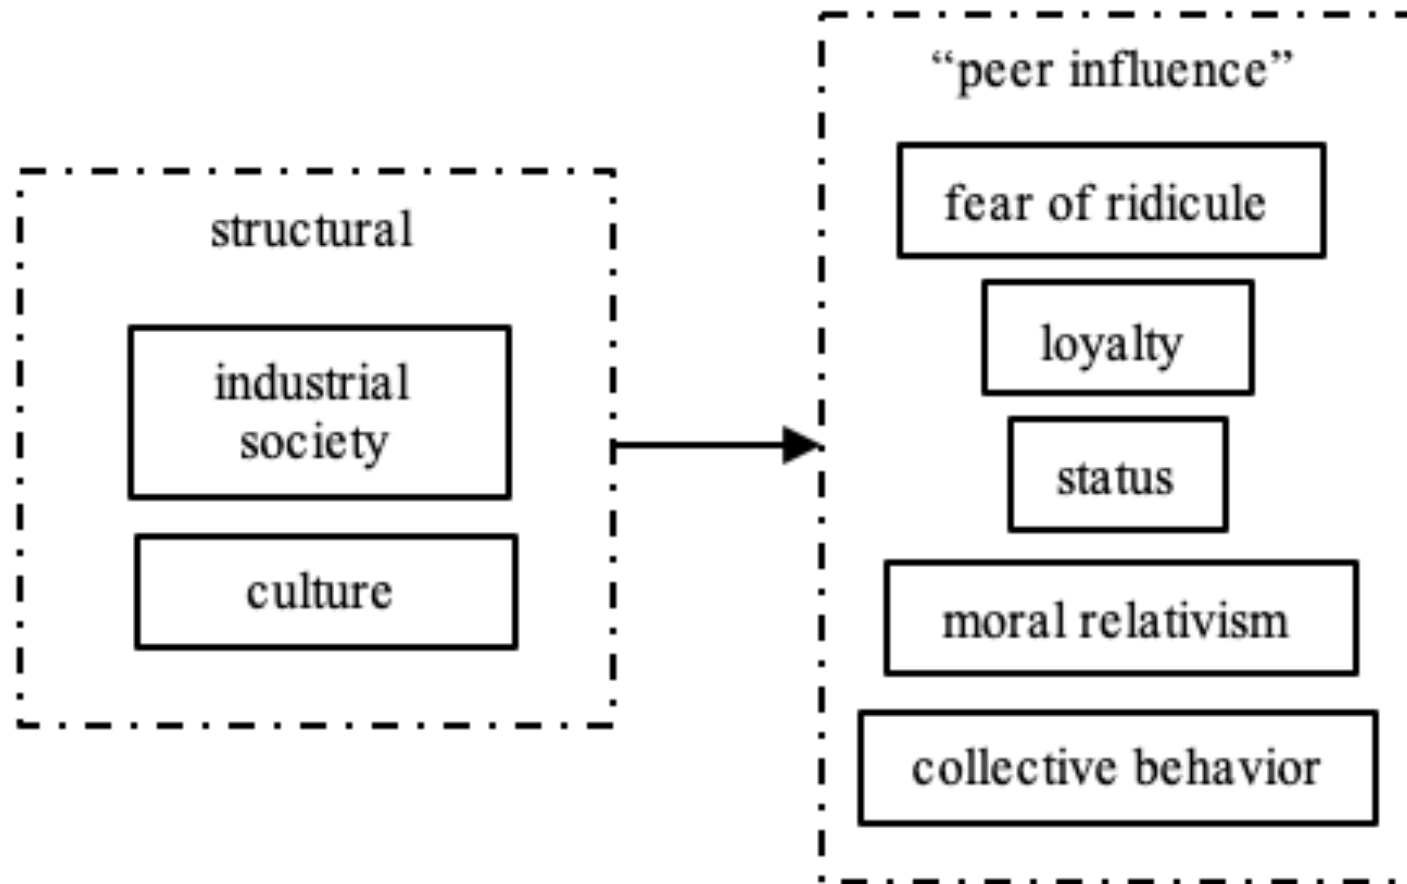 structural
industrial
society
culture
“peer influence”
fear of ridicule
loyalty
status
moral relativism
collective behavior